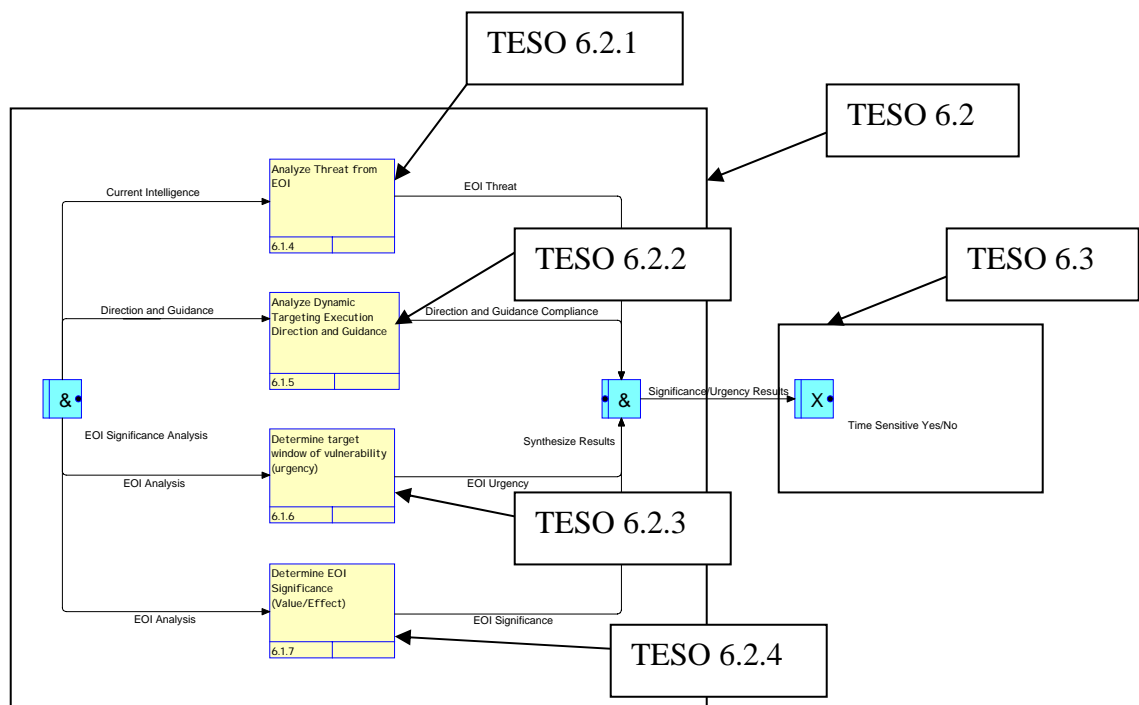 TESO 6.2.1
TESO 6.2
Analyze Threat from
EOI
6.1.4
Current Intelligence
EOI Threat
TESO 6.2.2
TESO 6.3
Analyze Dynamic
Targeting Execution
Direction and Guidance
6.1.5
Direction and Guidance
Direction and Guidance Compliance
&
&
Significance/Urgency Results
X
Time Sensitive Yes/No
EOI Significance Analysis
Synthesize Results
Determine target
window of vulnerability
(urgency)
6.1.6
EOI Analysis
EOI Urgency
TESO 6.2.3
Determine EOI
Significance
(Value/Effect)
6.1.7
EOI Analysis
EOI Significance
TESO 6.2.4